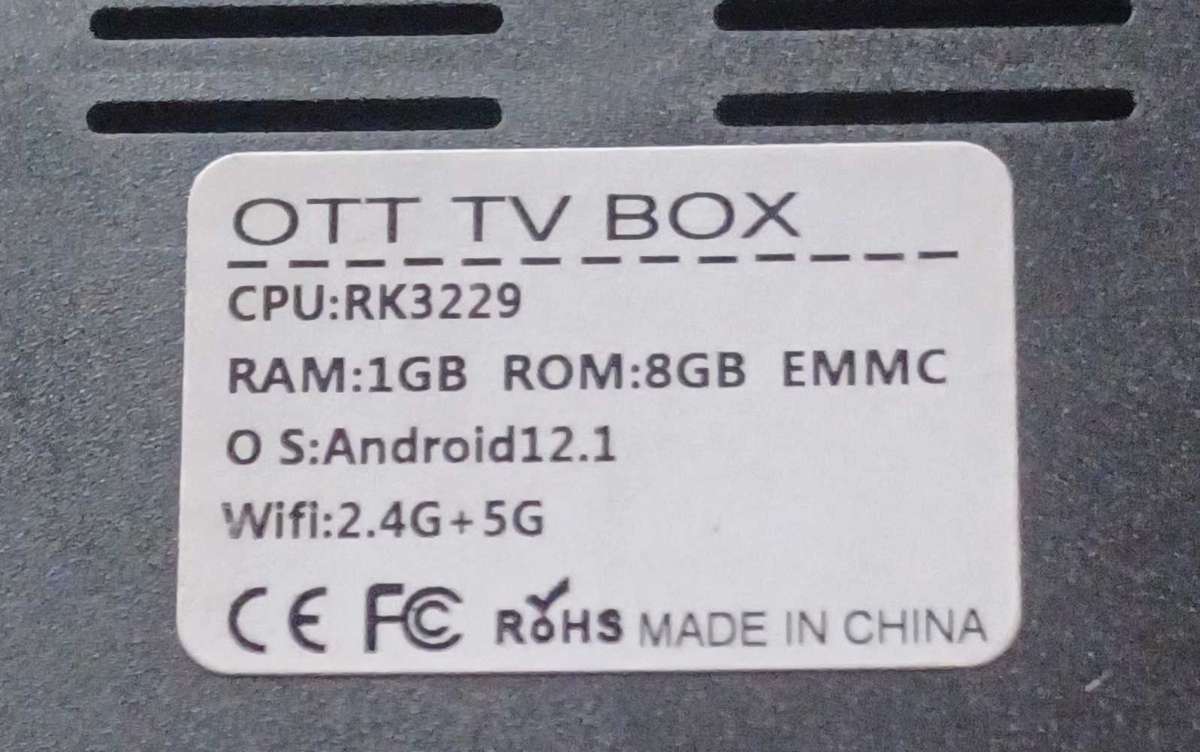 OTT TV BOX
CPU:RK3229
RAM:1GB ROM:8GB EMMC
O S:Android12.1
Wifi:2.4G+5G
CE FC RoHS MADE IN CHINA